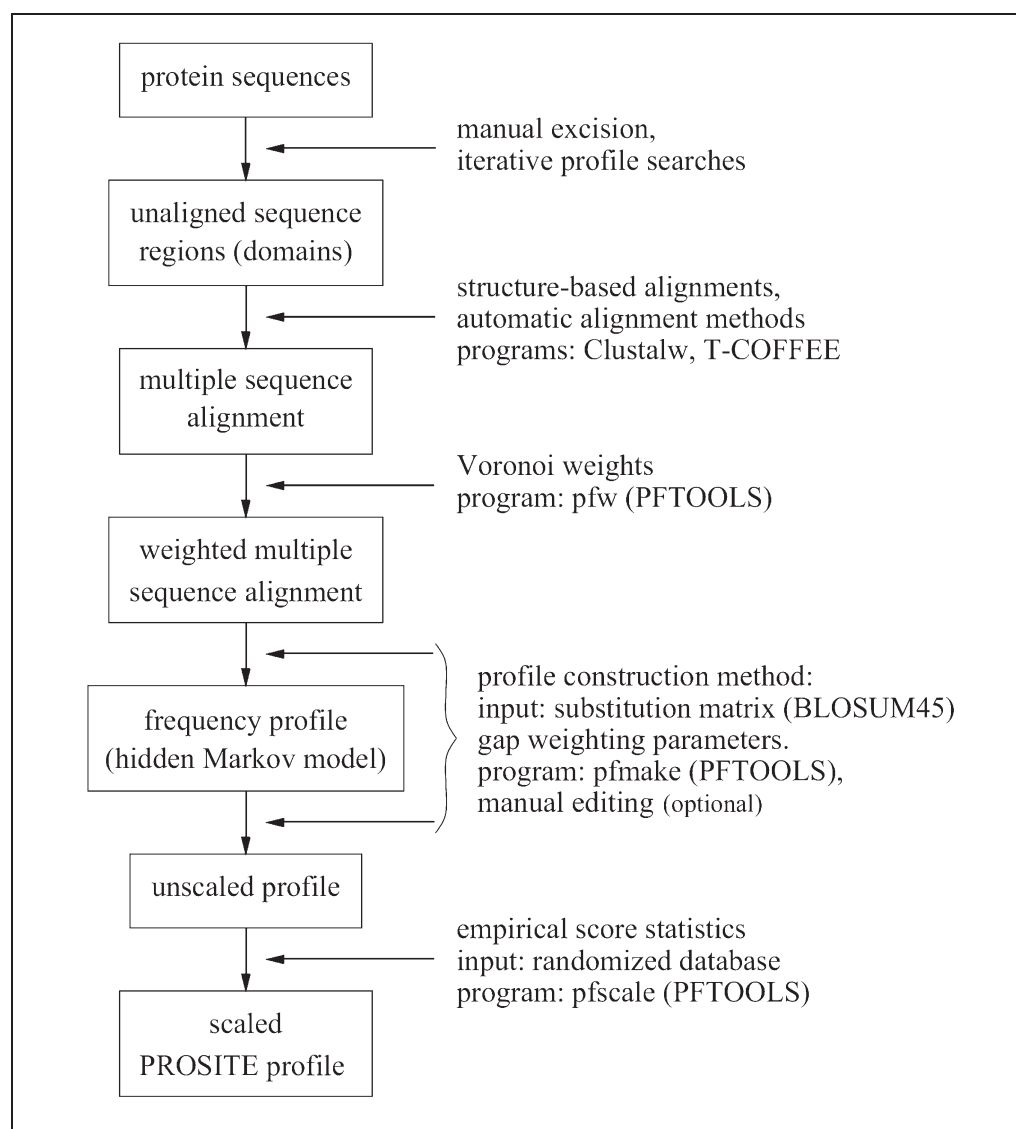 protein sequences
manual excision,
iterative profile searches
unaligned sequence
regions (domains)
structure-based alignments,
automatic alignment methods
programs: Clustalw, T-COFFEE
multiple sequence
alignment
Voronoi weights
program: pfw (PFTOOLS)
weighted multiple
sequence alignment
profile construction method:
input: substitution matrix (BLOSUM45)
gap weighting parameters.
program: pfmake (PFTOOLS),
manual editing (optional)
frequency profile
(hidden Markov model)
unscaled profile
empirical score statistics
input: randomized database
program: pfscale (PFTOOLS)
scaled
PROSITE profile